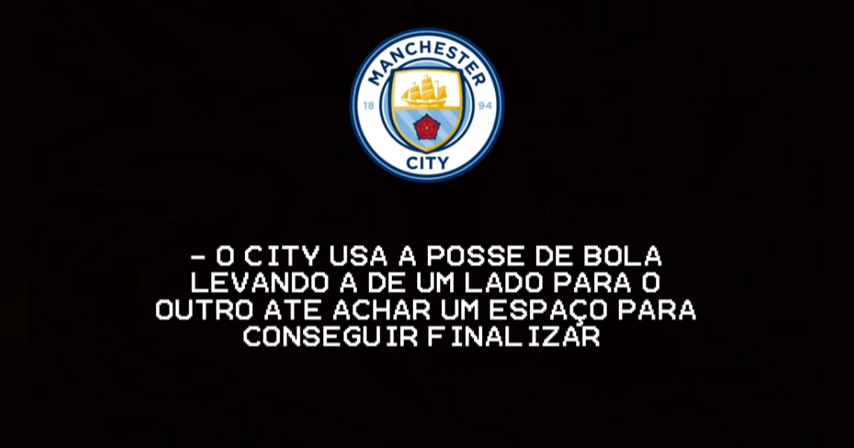 MANCHESTER
18 94
CITY
- O CITY USA A POSSE DE BOLA
LEVANDO A DE UM LADO PARA O
OUTRO ATE ACHAR UM ESPAÇO PARA
CONSEGUIR FINALIZAR